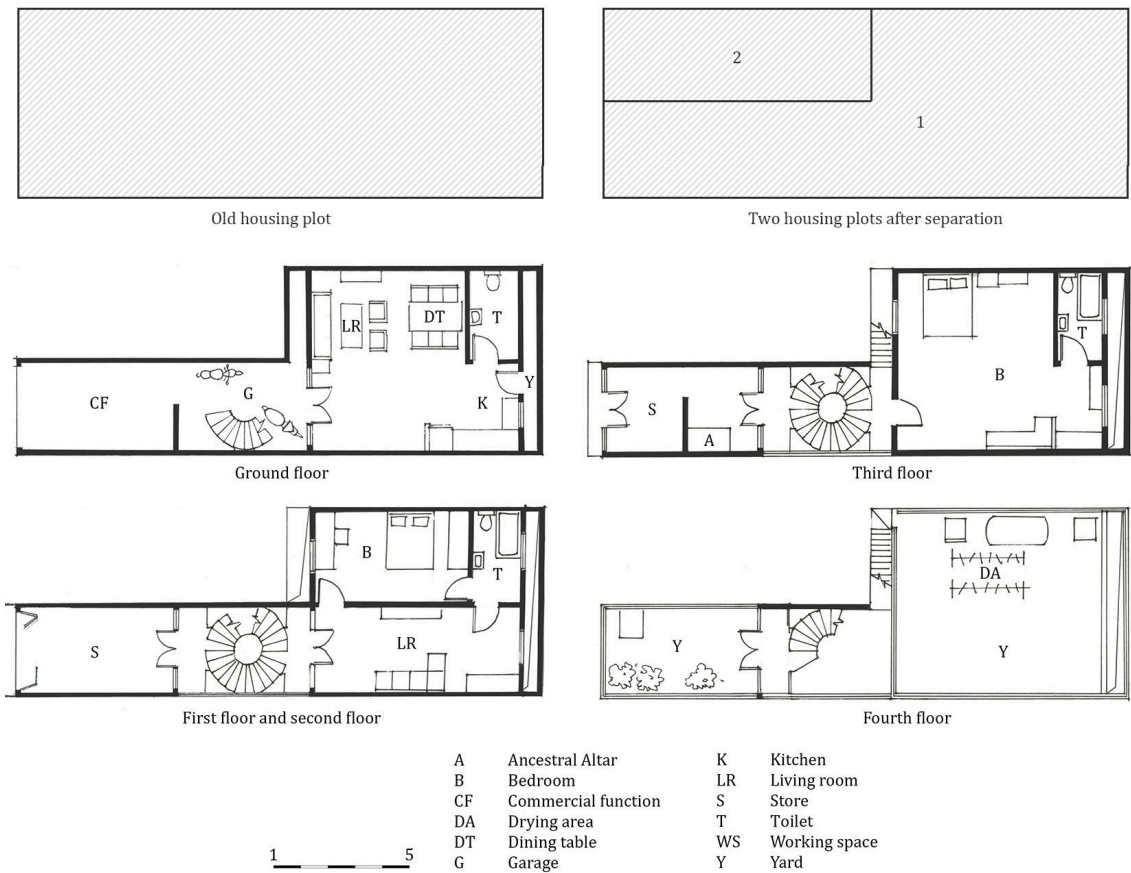 2
1
Old housing plot
Two housing plots after separation
LR
DT
T
CF
G
K
Y
Ground floor
S
A
B
T
Third floor
B
T
S
LR
First floor and second floor
DA
Y
Y
Fourth floor
A Ancestral Altar
B Bedroom
CF Commercial function
DA Drying area
DT Dining table
G Garage
K Kitchen
LR Living room
S Store
T Toilet
WS Working space
Y Yard
1 5